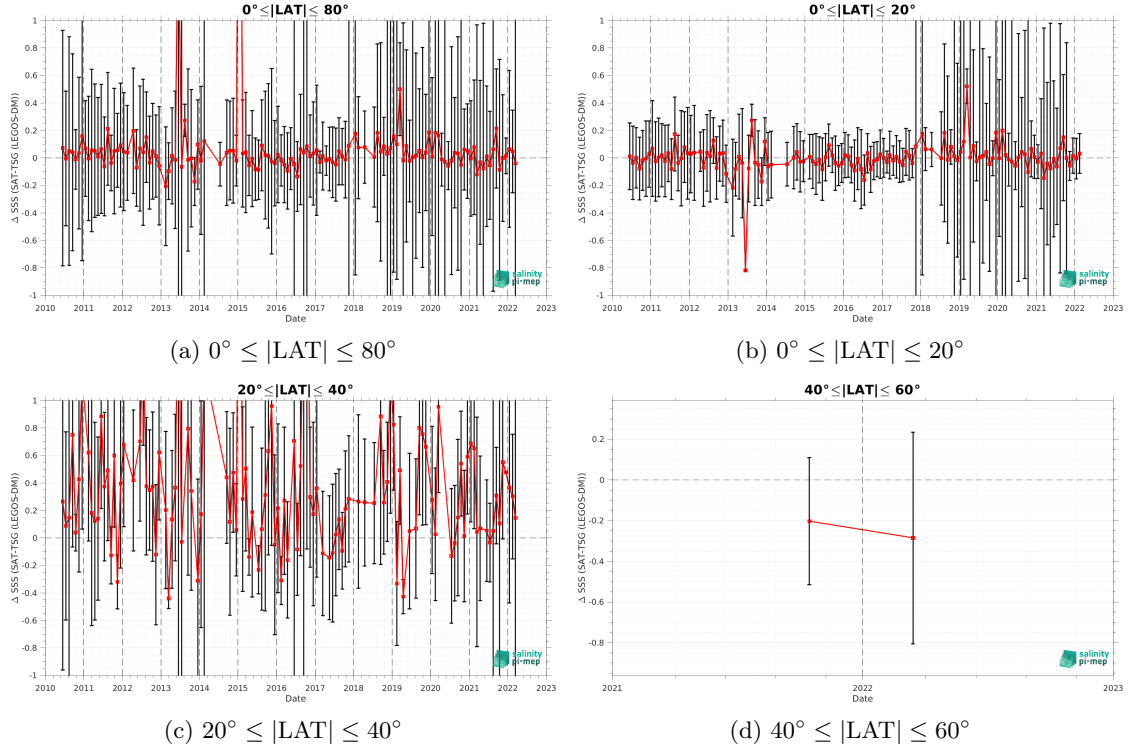 0°≤|LAT|≤ 80°
Δ SSS (SAT-TSG (LEGOS-DM))
1
0.8
0.6
0.4
0.2
0
-0.2
-0.4
-0.6
-0.8
-1
2010 2011 2012 2013 2014 2015 2016 2017 2018 2019 2020 2021 2022 2023
Date
salinity
pi-mep
(a) 0° ≤ |LAT| ≤ 80°
0°≤|LAT|≤ 20°
Δ SSS (SAT-TSG (LEGOS-DM))
1
0.8
0.6
0.4
0.2
0
-0.2
-0.4
-0.6
-0.8
-1
2010 2011 2012 2013 2014 2015 2016 2017 2018 2019 2020 2021 2022 2023
Date
salinity
pi-mep
(b) 0° ≤ |LAT| ≤ 20°
20°≤|LAT|≤ 40°
Δ SSS (SAT-TSG (LEGOS-DM))
1
0.8
0.6
0.4
0.2
0
-0.2
-0.4
-0.6
-0.8
-1
2010 2011 2012 2013 2014 2015 2016 2017 2018 2019 2020 2021 2022 2023
Date
salinity
pi-mep
(c) 20° ≤ |LAT| ≤ 40°
40°≤|LAT|≤ 60°
Δ SSS (SAT-TSG (LEGOS-DM))
0.2
0
-0.2
-0.4
-0.6
-0.8
2021 2022 2023
Date
salinity
pi-mep
(d) 40° ≤ |LAT| ≤ 60°